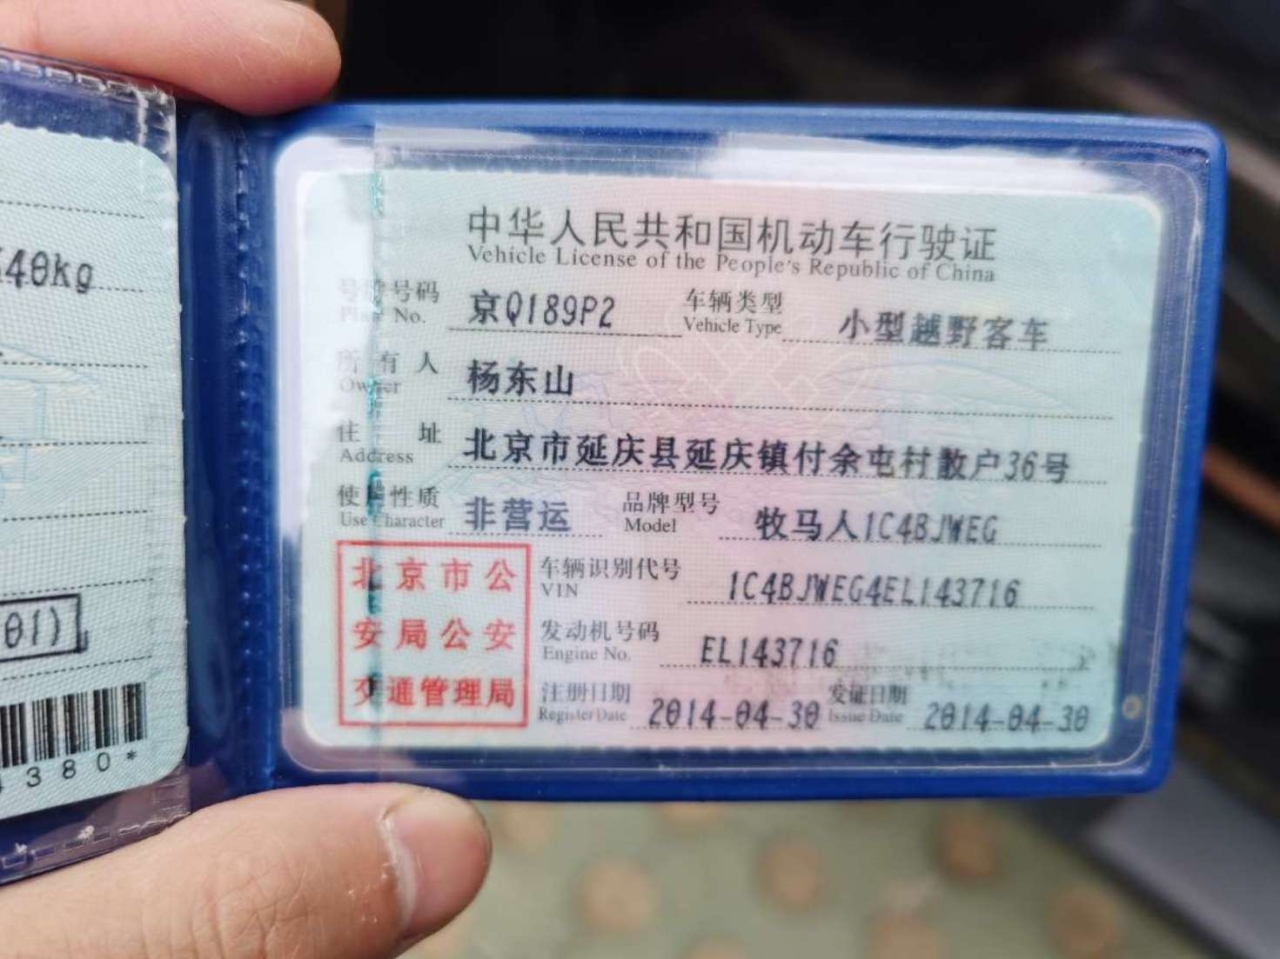 40kg
01)
380*
中华人民共和国机动车行驶证
Vehicle License of the People's Republic of China
号牌号码 京Q189P2 车辆类型 小型越野客车
Plate No. Vehicle Type
所有人 杨东山
Owner
住址 北京市延庆县延庆镇付余屯村散户36号
Address
使用性质 非营运 品牌型号 牧马人1C4BJWEG
Use Character Model
车辆识别代号 1C4BJWEG4EL143716
VIN
发动机号码 EL143716
Engine No.
注册日期 2014-04-30 发证日期 2014-04-30
Register Date Issue Date
北京市公
安局公安
交通管理局